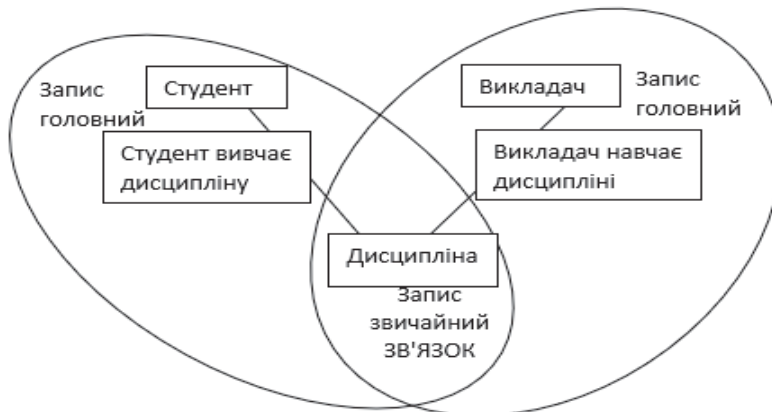 Запис
головний
Студент
Студент вивчає
дисципліну
Викладач
Запис
головний
Викладач навчає
дисципліні
Дисципліна
Запис
звичайний
ЗВ'ЯЗОК